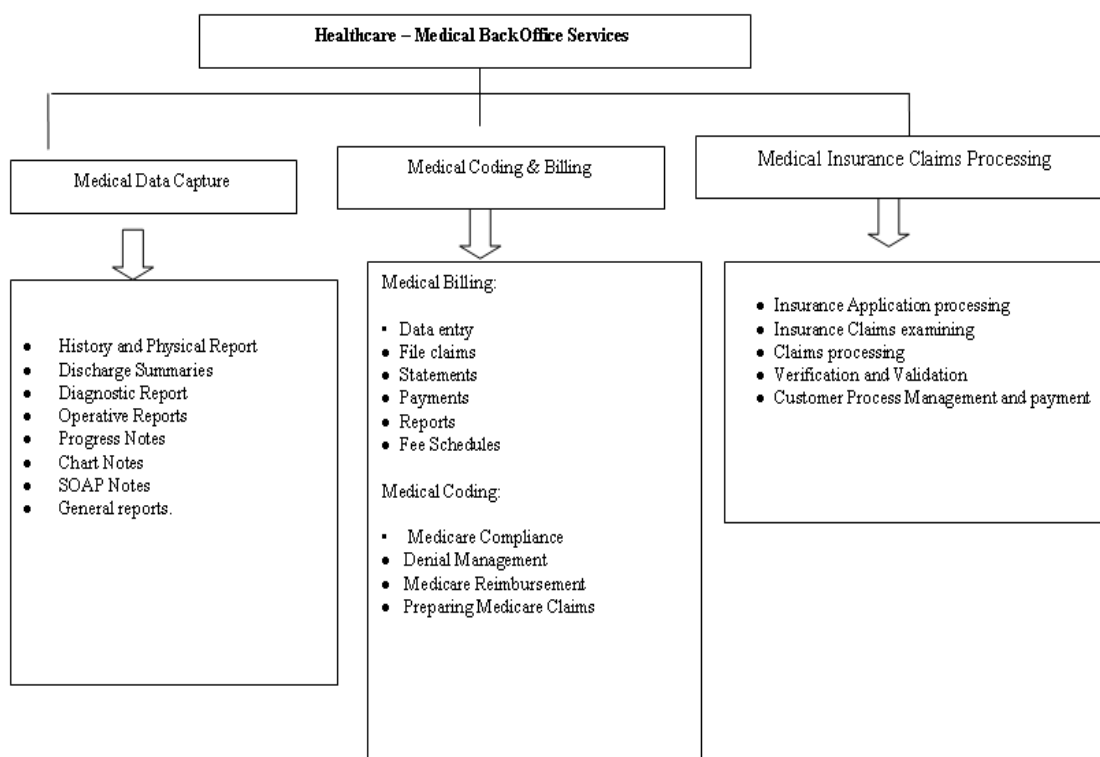 Healthcare – Medical BackOffice Services
Medical Data Capture
Medical Coding & Billing
Medical Insurance Claims Processing
● History and Physical Report
● Discharge Summaries
● Diagnostic Report
● Operative Reports
● Progress Notes
● Chart Notes
● SOAP Notes
● General reports.
Medical Billing:
▪ Data entry
● File claims
● Statements
● Payments
● Reports
● Fee Schedules
Medical Coding:
▪ Medicare Compliance
● Denial Management
● Medicare Reimbursement
● Preparing Medicare Claims
● Insurance Application processing
● Insurance Claims examining
● Claims processing
● Verification and Validation
● Customer Process Management and payment